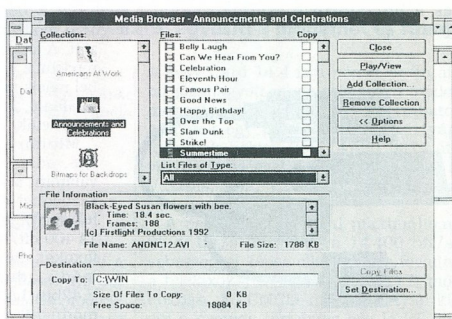 Media Browser - Announcements and Celebrations
Collections:
Americans At Work
Announcements and
Celebrations
Bitmaps for Backdrops
Files:
Copy
Belly Laugh
Can We Hear From You?
Celebration
Eleventh Hour
Famous Pair
Good News
Happy Birthday!
Over the Top
Slam Dunk
Strike!
Summertime
List Files of Type:
All
Close
Play/View
Add Collection...
Remove Collection
<< Options
Help
File Information
Black-Eyed Susan flowers with bee.
- Time: 18.4 sec.
- Frames: 188
(c) Firstlight Productions 1992
File Name: ANONC12.AVI
File Size: 1788 KB
Destination
Copy To: C:\WIN
Size Of Files To Copy: 0 KB
Free Space: 18084 KB
Copy Files
Set Destination...